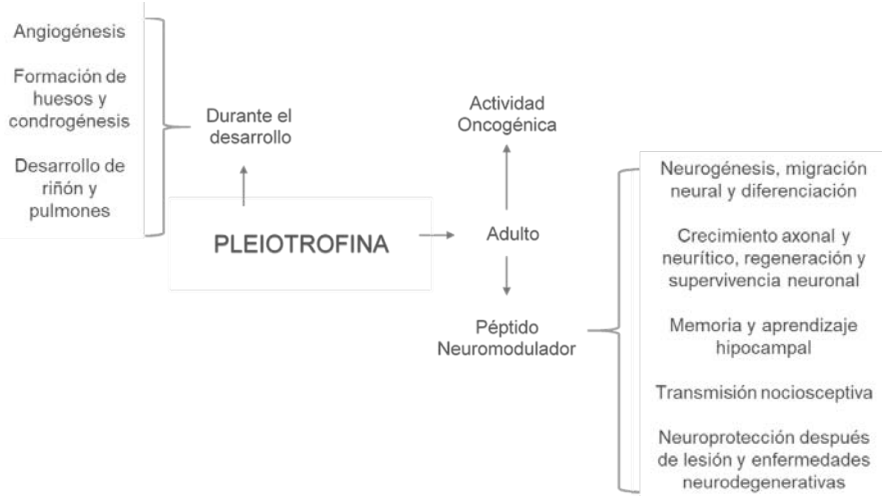 Angiogénesis
Formación de
huesos y
condrogénesis
Desarrollo de
riñón y
pulmones
Durante el
desarrollo
PLEIOTROFINA
Actividad
Oncogénica
Adulto
Péptido
Neuromodulador
Neurogénesis, migración
neural y diferenciación
Crecimiento axonal y
neurítico, regeneración y
supervivencia neuronal
Memoria y aprendizaje
hipocampal
Transmisión nocisceptiva
Neuroprotección después
de lesión y enfermedades
neurodegenerativas